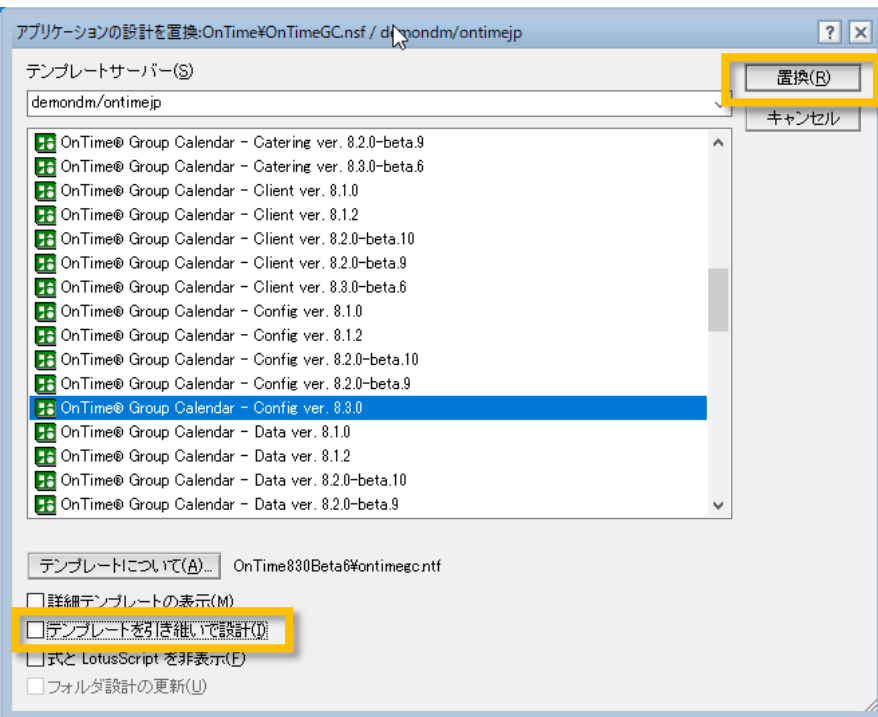 アプリケーションの設計を置換:OnTime¥OnTimeGC.nsf / demondm/ontimejp
テンプレートサーバー(S)
demondm/ontimejp
置換(R)
キャンセル
OnTime® Group Calendar - Catering ver. 8.2.0-beta.9
OnTime® Group Calendar - Catering ver. 8.3.0-beta.6
OnTime® Group Calendar - Client ver. 8.1.0
OnTime® Group Calendar - Client ver. 8.1.2
OnTime® Group Calendar - Client ver. 8.2.0-beta.10
OnTime® Group Calendar - Client ver. 8.2.0-beta.9
OnTime® Group Calendar - Client ver. 8.3.0-beta.6
OnTime® Group Calendar - Config ver. 8.1.0
OnTime® Group Calendar - Config ver. 8.1.2
OnTime® Group Calendar - Config ver. 8.2.0-beta.10
OnTime® Group Calendar - Config ver. 8.2.0-beta.9
OnTime® Group Calendar - Config ver. 8.3.0
OnTime® Group Calendar - Data ver. 8.1.0
OnTime® Group Calendar - Data ver. 8.1.2
OnTime® Group Calendar - Data ver. 8.2.0-beta.10
OnTime® Group Calendar - Data ver. 8.2.0-beta.9
テンプレートについて(A)... OnTime830Beta6¥ontimegc.ntf
詳細テンプレートの表示(M)
テンプレートを引き継いで設計(I)
式と LotusScript を非表示(F)
フォルダ設計の更新(U)